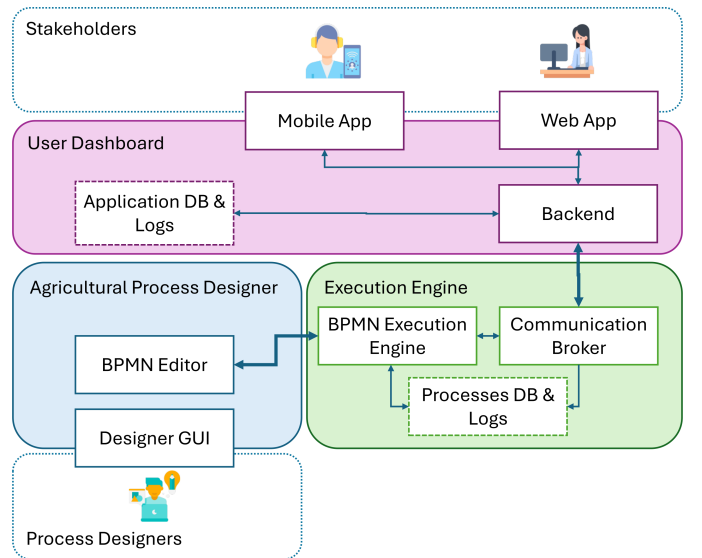 Stakeholders
Mobile App
Web App
User Dashboard
Application DB &
Logs
Backend
Agricultural Process Designer
Execution Engine
BPMN Editor
BPMN Execution
Engine
Communication
Broker
Processes DB &
Logs
Designer GUI
Process Designers